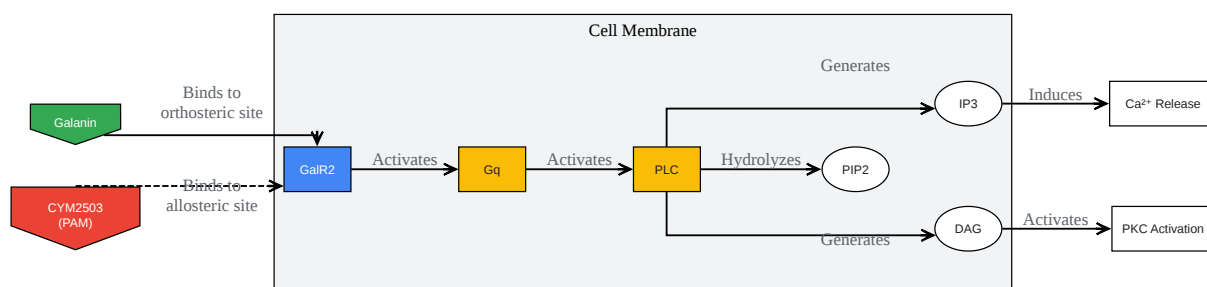 Cell Membrane
Generates
Binds to
orthosteric site
Galanin
IP3
Induces
Ca²⁺ Release
GalR2
Activates
Gq
Activates
PLC
Hydrolyzes
PIP2
Binds to
allosteric site
CYM2503
(PAM)
Generates
DAG
Activates
PKC Activation